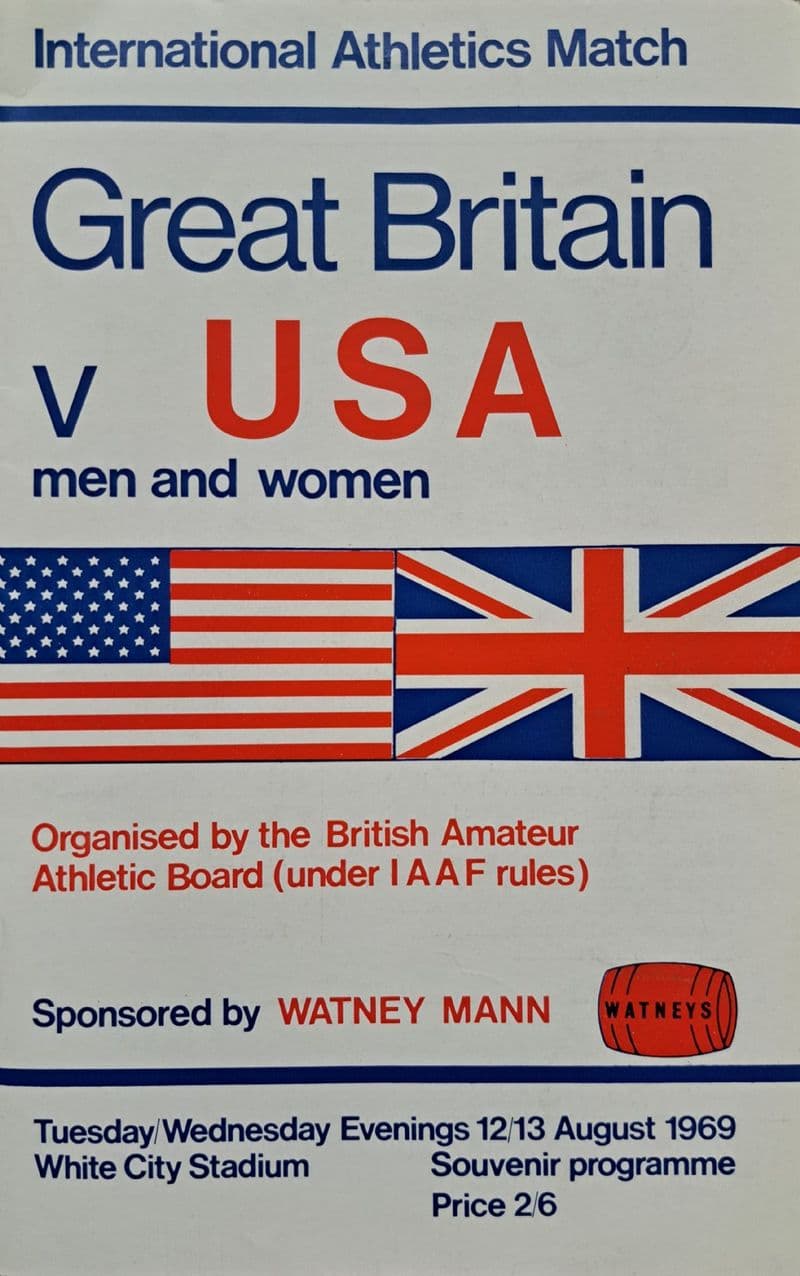 International Athletics Match
Great Britain
v USA
men and women
Organised by the British Amateur
Athletic Board (under IAAF rules)
Sponsored by WATNEY MANN
WATNEYS
Tuesday/Wednesday Evenings 12/13 August 1969
White City Stadium Souvenir programme
Price 2/6